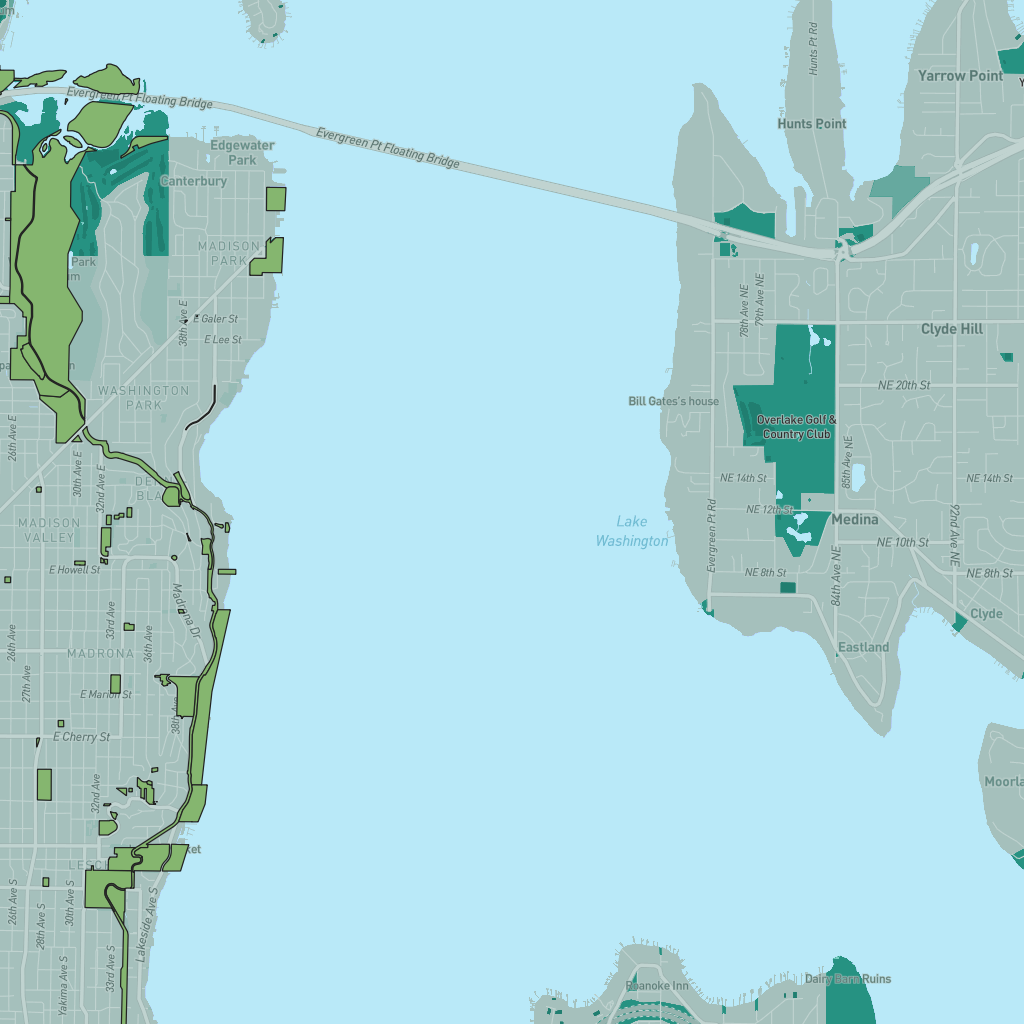 Hunts Pt Rd
Yarrow Point
Evergreen Pt Floating Bridge
Evergreen Pt Floating Bridge
Hunts Point
Edgewater
Park
Canterbury
MADISON
PARK
Park
38th Ave E
E Galer St
E Lee St
78th Ave NE
79th Ave NE
Clyde Hill
WASHINGTON
PARK
NE 20th St
Bill Gates's house
Overlake Golf &
Country Club
26th Ave E
30th Ave E
32nd Ave E
85th Ave NE
NE 14th St
NE 14th St
NE 12th St
Medina
MADISON
VALLEY
Lake
Washington
Evergreen Pt Rd
92nd Ave NE
NE 10th St
E Howell St
NE 8th St
NE 8th St
84th Ave NE
Madrona Dr
33rd Ave
36th Ave
26th Ave
Clyde
Eastland
MADRONA
27th Ave
E Marion St
38th Ave
E Cherry St
32nd Ave
26th Ave S
28th Ave S
30th Ave S
Lakeside Ave S
33rd Ave S
Yakima Ave S
Roanoke Inn
Dairy Barn Ruins